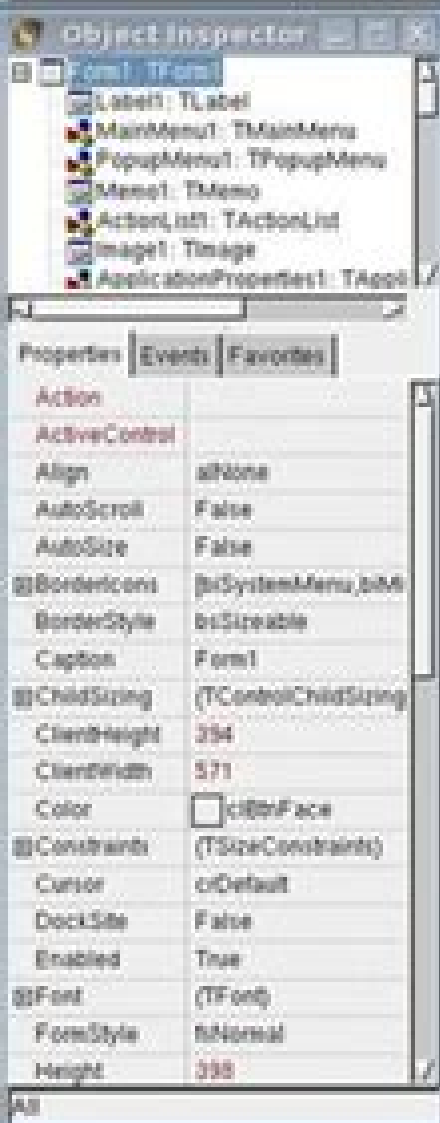 Object Inspector
Form1: TForm1
Label1: TLabel
MainMenu1: TMainMenu
PopupMenu1: TPopupMenu
Memo1: TMemo
ActionList1: TActionList
Image1: TImage
ApplicationProperties1: TAppli
Properties Events Favorites
Action
ActiveControl
Align alNone
AutoScroll False
AutoSize False
BorderIcons [biSystemMenu,biMi
BorderStyle bsSizeable
Caption Form1
ChildSizing (TControlChildSizing
ClientHeight
ClientWidth 571
Color clBtnFace
Constraints (TSizeConstraints)
Cursor crDefault
DockSite False
Enabled True
Font (TFont)
FormStyle fsNormal
Height
All